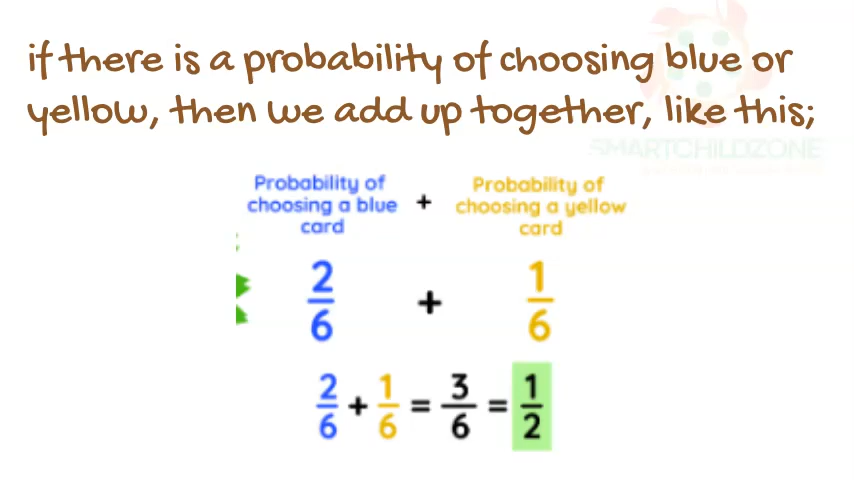 if there is a probability of choosing blue or
yellow, then we add up together, like this;
SMARTCHILDZONE
Probability of choosing a blue card + Probability of choosing a yellow card
2/6 + 1/6
2/6 + 1/6 = 3/6 = 1/2